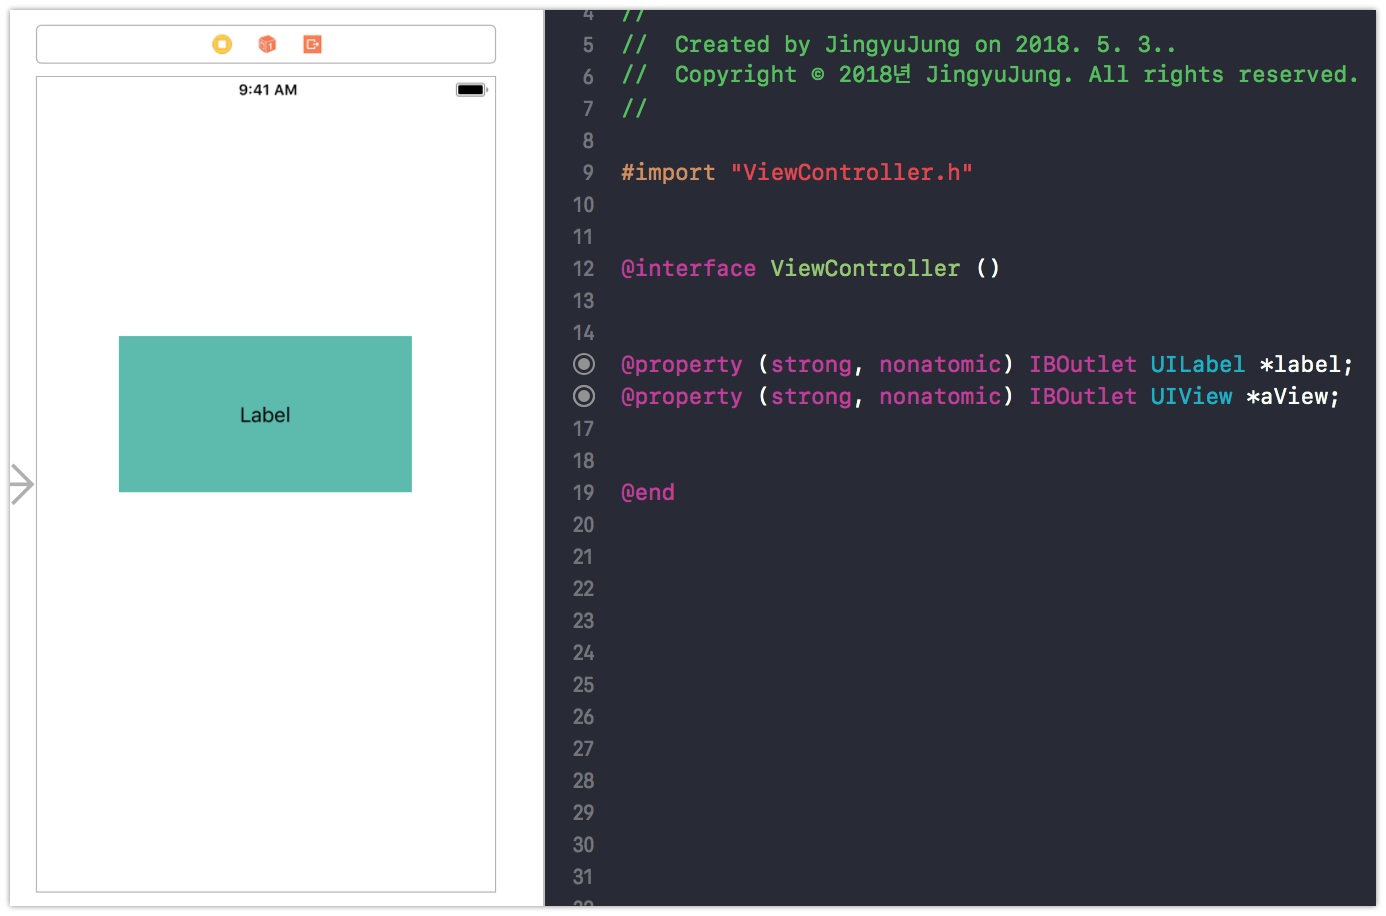 9:41 AM
Label
4 //
5 //  Created by JingyuJung on 2018. 5. 3..
6 //  Copyright © 2018년 JingyuJung. All rights reserved.
7 //
8
9 #import "ViewController.h"
10
11
12 @interface ViewController ()
13
14
@property (strong, nonatomic) IBOutlet UILabel *label;
@property (strong, nonatomic) IBOutlet UIView *aView;
17
18
19 @end
20
21
22
23
24
25
26
27
28
29
30
31